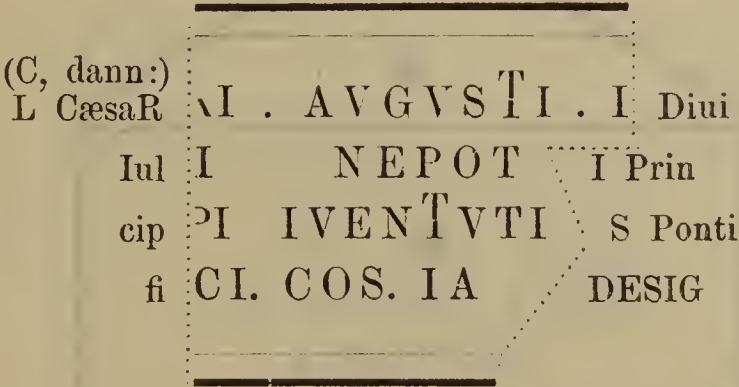 (C, dann:)
L CæsaR I . AVGVSTI . I Diui
Iul I NEPOT I Prin
cip PI IVENTVTI S Ponti
fi CI. COS. IA DESIG